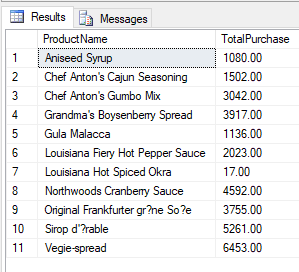 Results Messages
ProductName TotalPurchase
1 Aniseed Syrup 1080.00
2 Chef Anton's Cajun Seasoning 1502.00
3 Chef Anton's Gumbo Mix 3042.00
4 Grandma's Boysenberry Spread 3917.00
5 Gula Malacca 1136.00
6 Louisiana Fiery Hot Pepper Sauce 2023.00
7 Louisiana Hot Spiced Okra 17.00
8 Northwoods Cranberry Sauce 4592.00
9 Original Frankfurter gr?ne So?e 3755.00
10 Sirop d'?rable 5261.00
11 Vegie-spread 6453.00